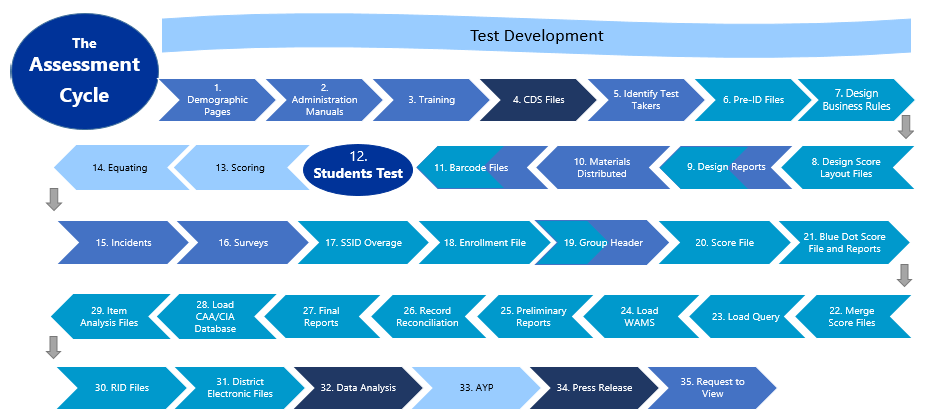 The
Assessment
Cycle
Test Development
1.
Demographic
Pages
2.
Administration
Manuals
3. Training
4. CDS Files
5. Identify Test
Takers
6. Pre-ID Files
7. Design
Business Rules
8. Design Score
Layout Files
9. Design Reports
10. Materials
Distributed
11. Barcode Files
12.
Students Test
13. Scoring
14. Equating
15. Incidents
16. Surveys
17. SSID Overage
18. Enrollment File
19. Group Header
20. Score File
21. Blue Dot Score
File and Reports
22. Merge
Score Files
23. Load Query
24. Load
WAMS
25. Preliminary
Reports
26. Record
Reconciliation
27. Final
Reports
28. Load
CAA/CIA
Database
29. Item
Analysis Files
30. RID Files
31. District
Electronic Files
32. Data Analysis
33. AYP
34. Press Release
35. Request to
View